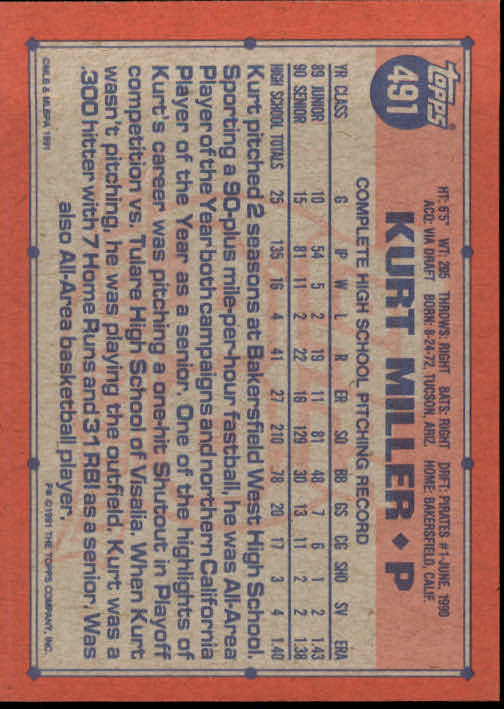 Topps
491
KURT MILLER • P
HT: 6'5" WT: 205 THROWS: RIGHT BATS: RIGHT DRFT: PIRATES #1-JUNE, 1990
ACQ: VIA DRAFT BORN: 8-24-72, TUCSON, ARIZ. HOME: BAKERSFIELD, CALIF.
COMPLETE HIGH SCHOOL PITCHING RECORD
YR CLASS G IP W L R ER SO BB GS CG SHO SV ERA
89 JUNIOR 10 54 5 2 19 11 81 48 7 6 1 2 1.43
90 SENIOR 15 81 11 2 22 16 129 30 13 11 2 2 1.38
HIGH SCHOOL TOTALS 25 135 16 4 41 27 210 78 20 17 3 4 1.40
Kurt pitched 2 seasons at Bakersfield West High School.
Sporting a 90-plus mile-per-hour fastball, he was All-Area
Player of the Year both campaigns and northern California
Player of the Year as a senior. One of the highlights of
Kurt's career was pitching a one-hit Shutout in Playoff
competition vs. Tulare High School of Visalia. When Kurt
wasn't pitching, he was playing the outfield. Kurt was a
.300 hitter with 7 Home Runs and 31 RBI as a senior. Was
also All-Area basketball player.
©MLB & MLBPA 1991
P® ©1991 THE TOPPS COMPANY, INC.